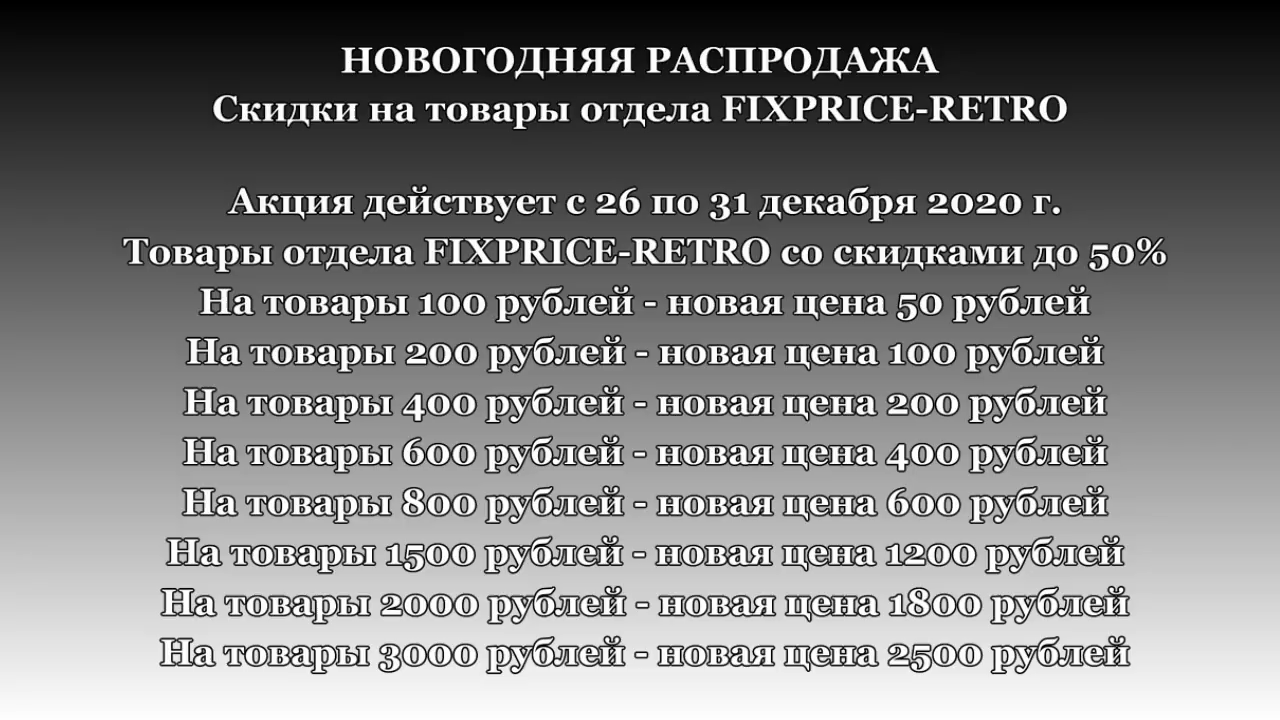 НОВОГОДНЯЯ РАСПРОДАЖА
Скидки на товары отдела FIXPRICE-RETRO
Акция действует с 26 по 31 декабря 2020 г.
Товары отдела FIXPRICE-RETRO со скидками до 50%
На товары 100 рублей - новая цена 50 рублей
На товары 200 рублей - новая цена 100 рублей
На товары 400 рублей - новая цена 200 рублей
На товары 600 рублей - новая цена 400 рублей
На товары 800 рублей - новая цена 600 рублей
На товары 1500 рублей - новая цена 1200 рублей
На товары 2000 рублей - новая цена 1800 рублей
На товары 3000 рублей - новая цена 2500 рублей